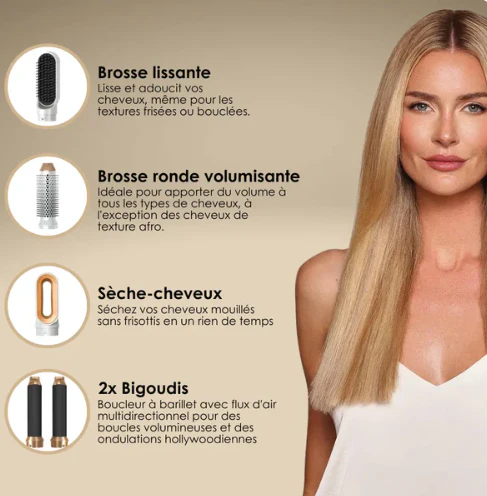 Brosse lissante
Lisse et adoucit vos
cheveux, même pour les
textures frisées ou bouclées.
Brosse ronde volumisante
Idéale pour apporter du volume à
tous les types de cheveux, à
l'exception des cheveux de
texture afro.
Sèche-cheveux
Séchez vos cheveux mouillés
sans frisottis en un rien de temps
2x Bigoudis
Boucleur à barillet avec flux d'air
multidirectionnel pour des
boucles volumineuses et des
ondulations hollywoodiennes